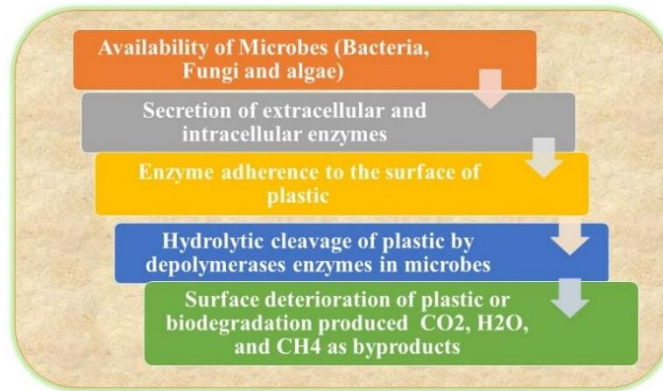 Availability of Microbes (Bacteria,
Fungi and algae)
Secretion of extracellular and
intracellular enzymes
Enzyme adherence to the surface of
plastic
Hydrolytic cleavage of plastic by
depolymerases enzymes in microbes
Surface deterioration of plastic or
biodegradation produced CO2, H2O,
and CH4 as byproducts